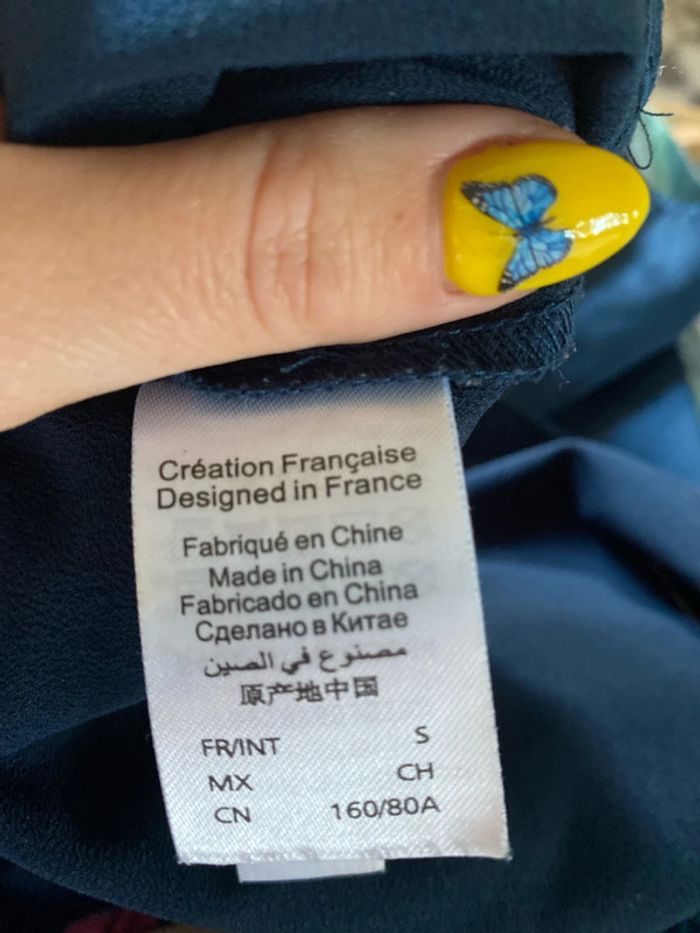 Création Française
Designed in France
Fabriqué en Chine
Made in China
Fabricado en China
Сделано в Китае
مصنوع في الصين
原产地中国
FR/INT S
MX CH
CN 160/80A